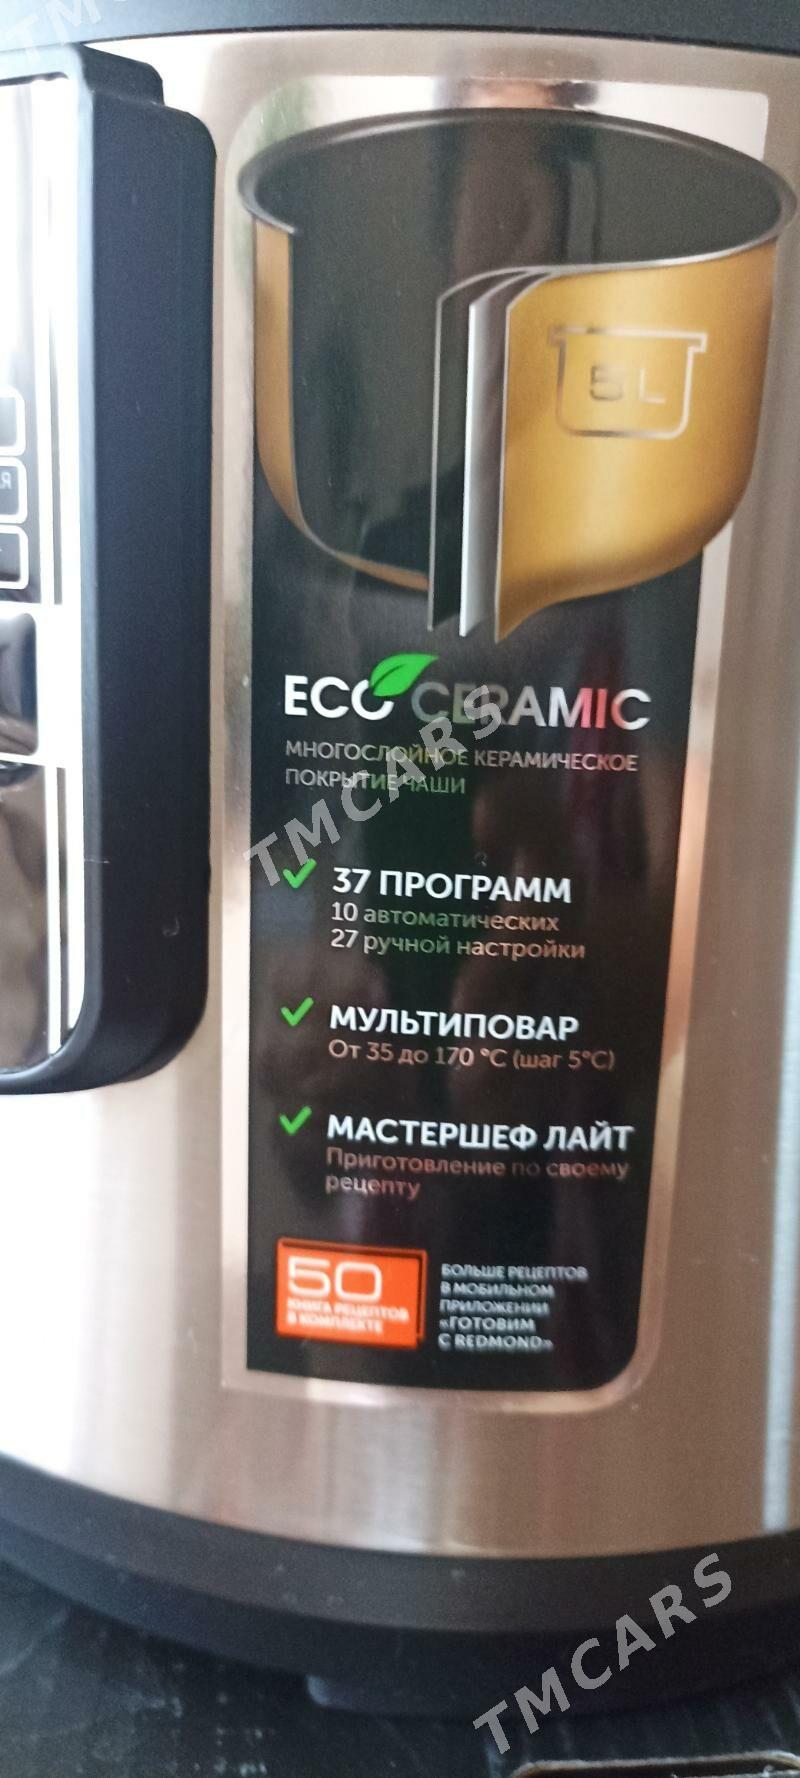 TMCARS
5 L
ECO CERAMIC
МНОГОСЛОЙНОЕ КЕРАМИЧЕСКОЕ
ПОКРЫТИЕ ЧАШИ
TMCARS
37 ПРОГРАММ
10 автоматических
27 ручной настройки
МУЛЬТИПОВАР
От 35 до 170 °С (шаг 5°С)
МАСТЕРШЕФ ЛАЙТ
Приготовление по своему
рецепту
50
КНИГА РЕЦЕПТОВ
В КОМПЛЕКТЕ
БОЛЬШЕ РЕЦЕПТОВ
В МОБИЛЬНОМ
ПРИЛОЖЕНИИ
«ГОТОВИМ
С REDMOND»
TMCARS